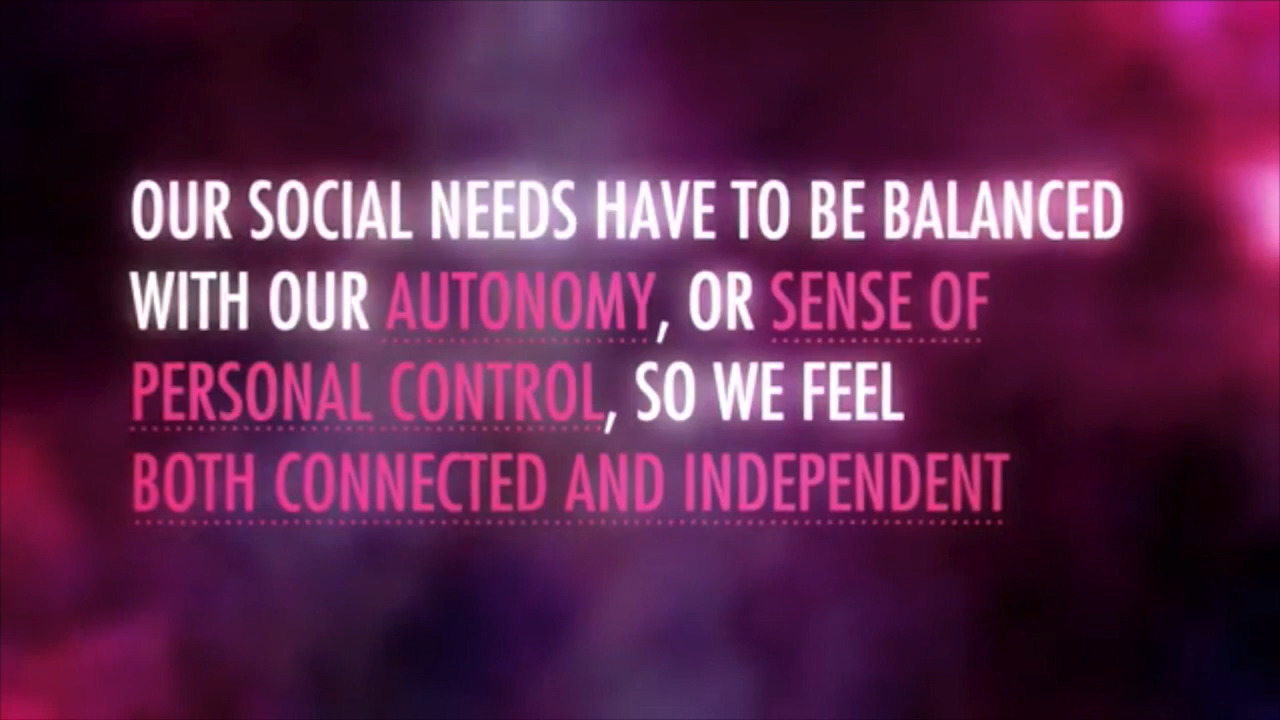 OUR SOCIAL NEEDS HAVE TO BE BALANCED
WITH OUR AUTONOMY, OR SENSE OF
PERSONAL CONTROL, SO WE FEEL
BOTH CONNECTED AND INDEPENDENT